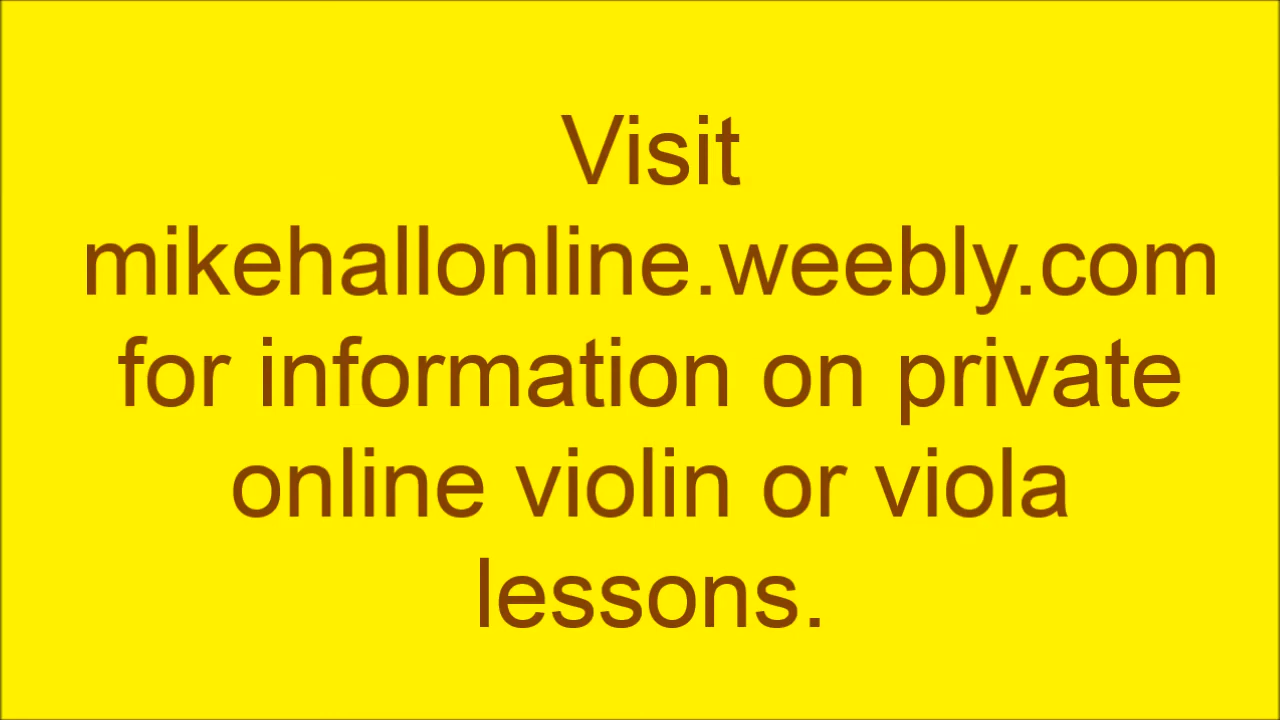 Visit
mikehallonline.weebly.com
for information on private
online violin or viola
lessons.